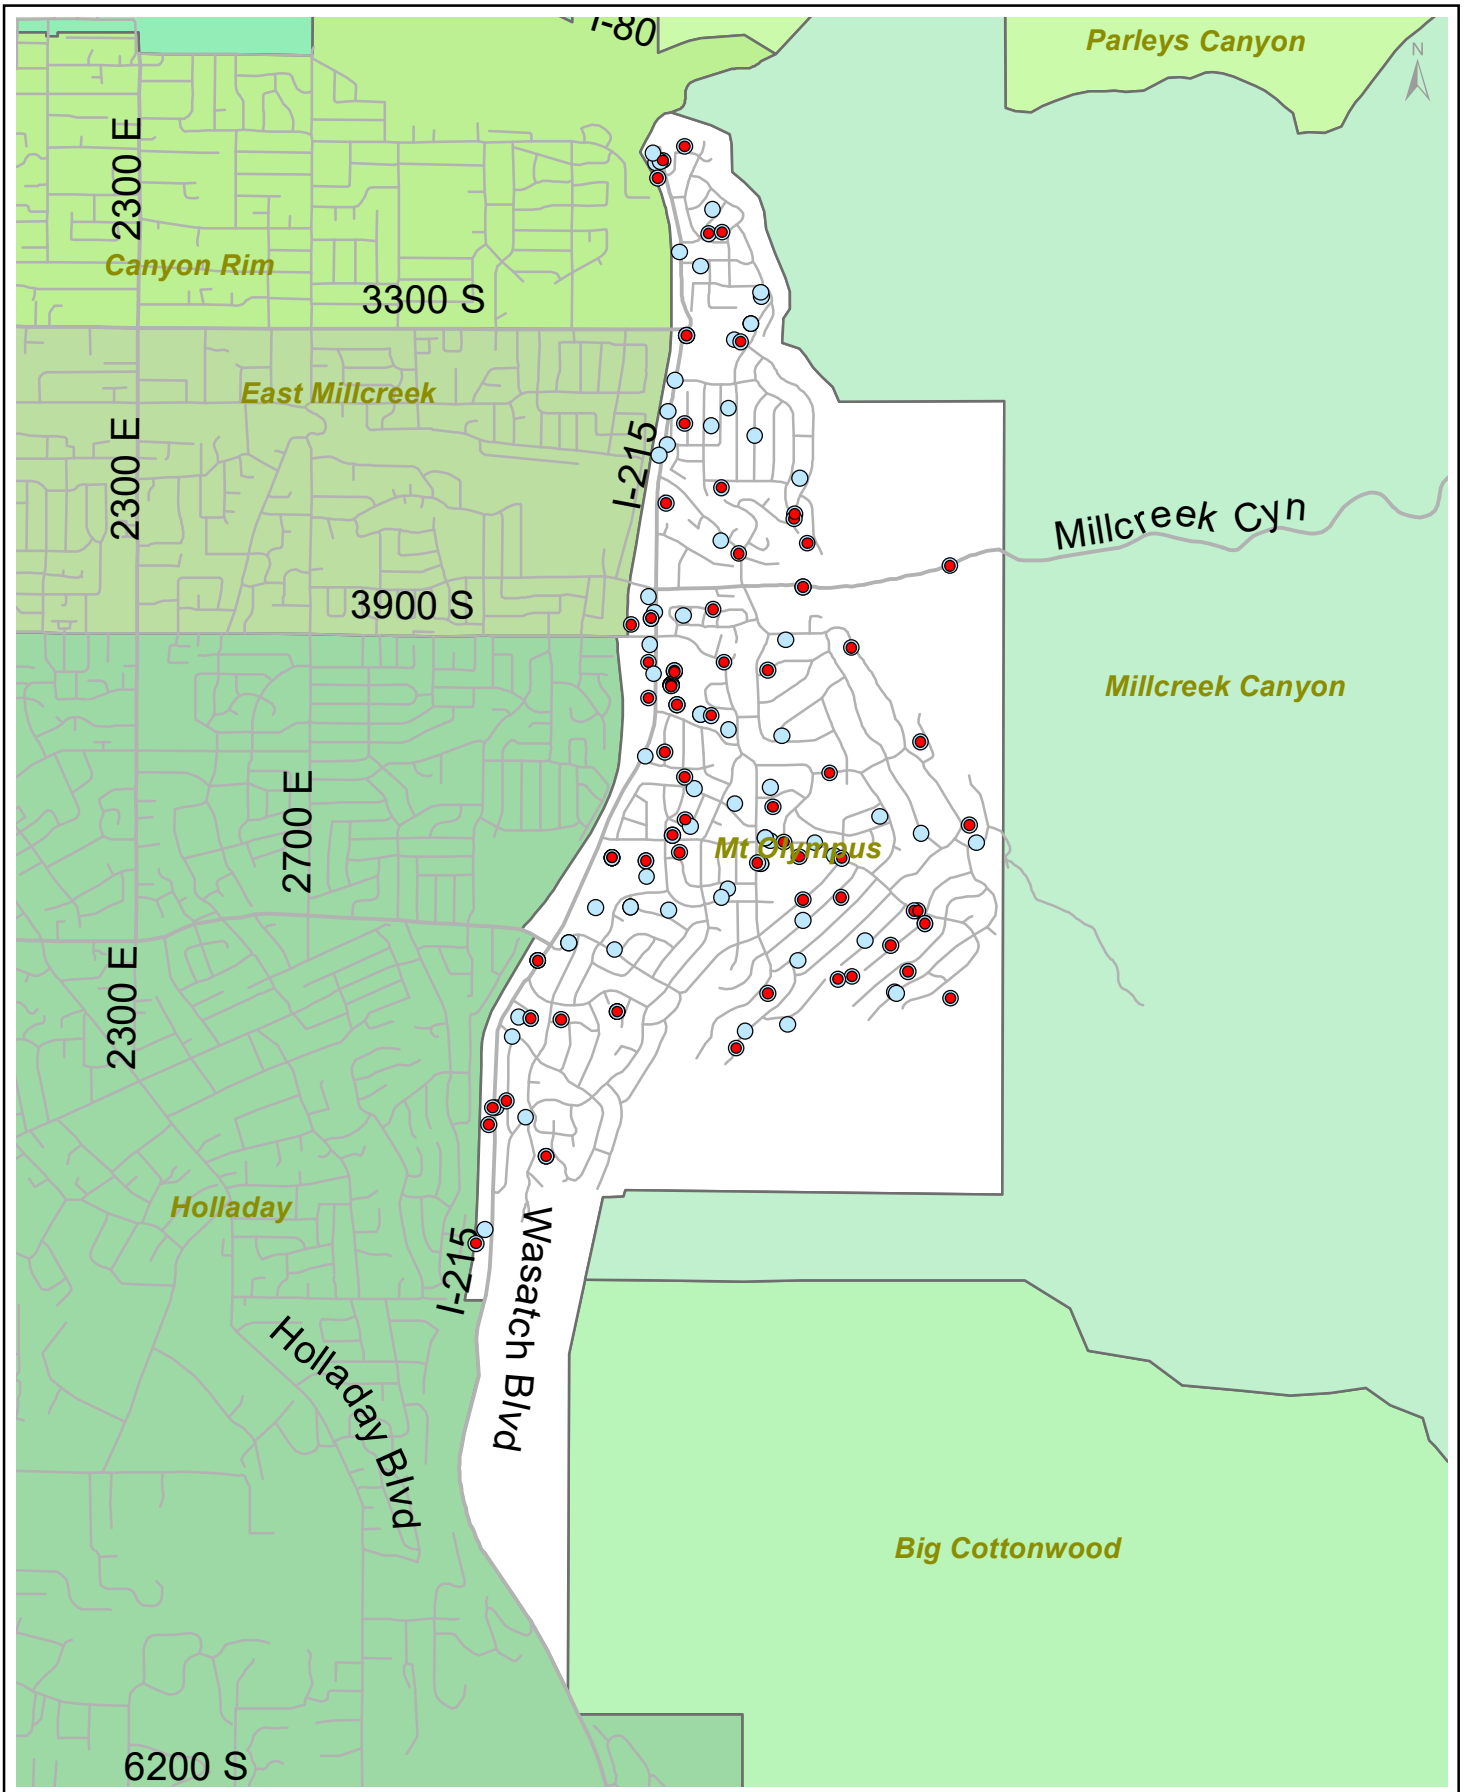 I-80
Parleys Canyon
N
2300 E
Canyon Rim
3300 S
East Millcreek
2300 E
I-215
Millcreek Cyn
3900 S
Millcreek Canyon
2700 E
Mt Olympus
2300 E
Holladay
I-215
Wasatch Blvd
Holladay Blvd
Big Cottonwood
6200 S